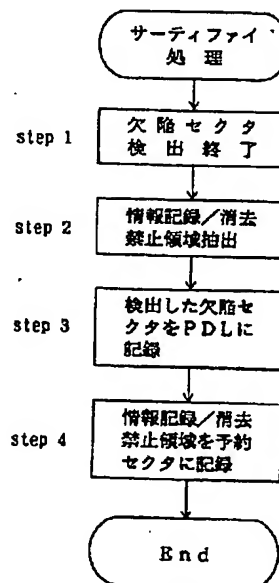 サーティファイ
処 理
step 1
欠陥セクタ
検出終了
step 2
情報記録／消去
禁止領域抽出
step 3
検出した欠陥セ
クタをPDLに
記録
step 4
情報記録／消去
禁止領域を予約
セクタに記録
End